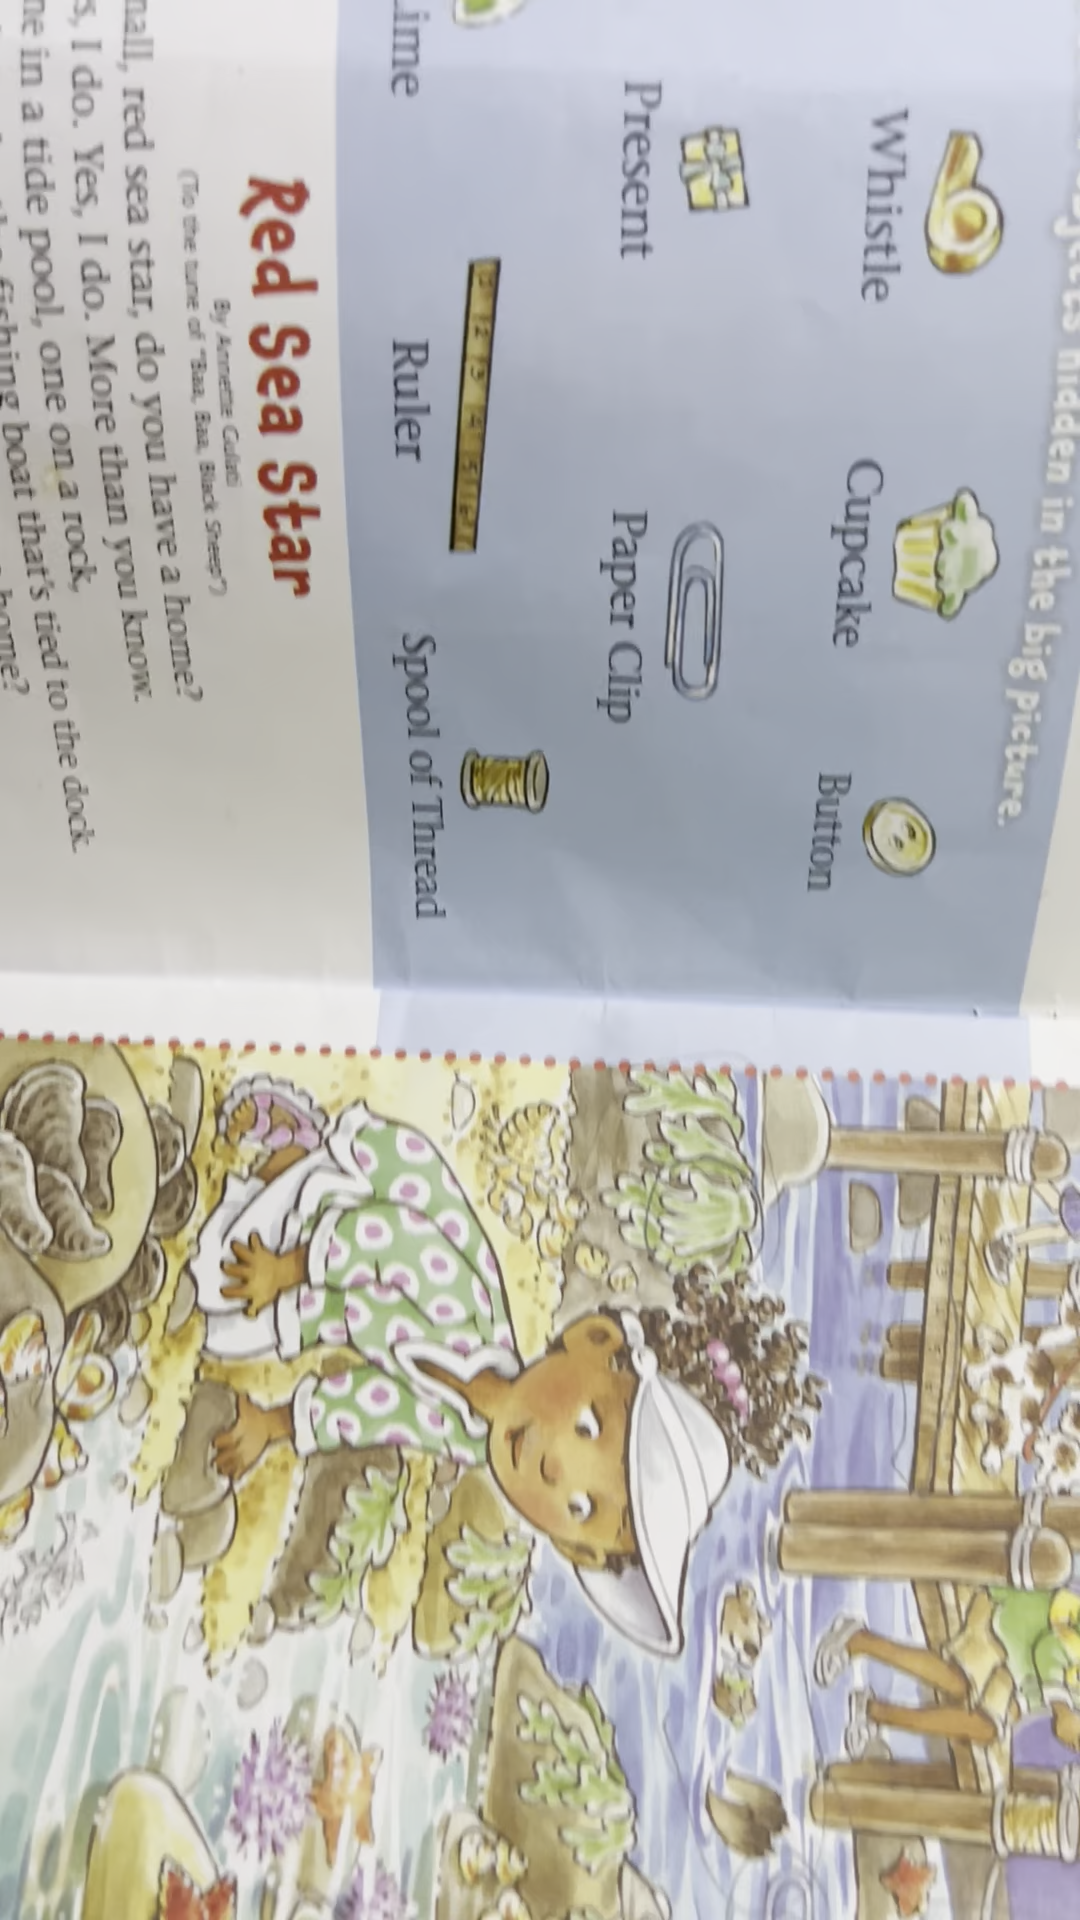 hidden in the big picture.
Whistle
Cupcake
Button
Present
Paper Clip
Ruler
Spool of Thread
Red Sea Star
By Annette Gulati
(To the tune of "Baa, Baa, Black Sheep")
red sea star, do you have a home?
I do. Yes, I do. More than you know.
in a tide pool, one on a rock,
fishing boat that's tied to the dock.
home?